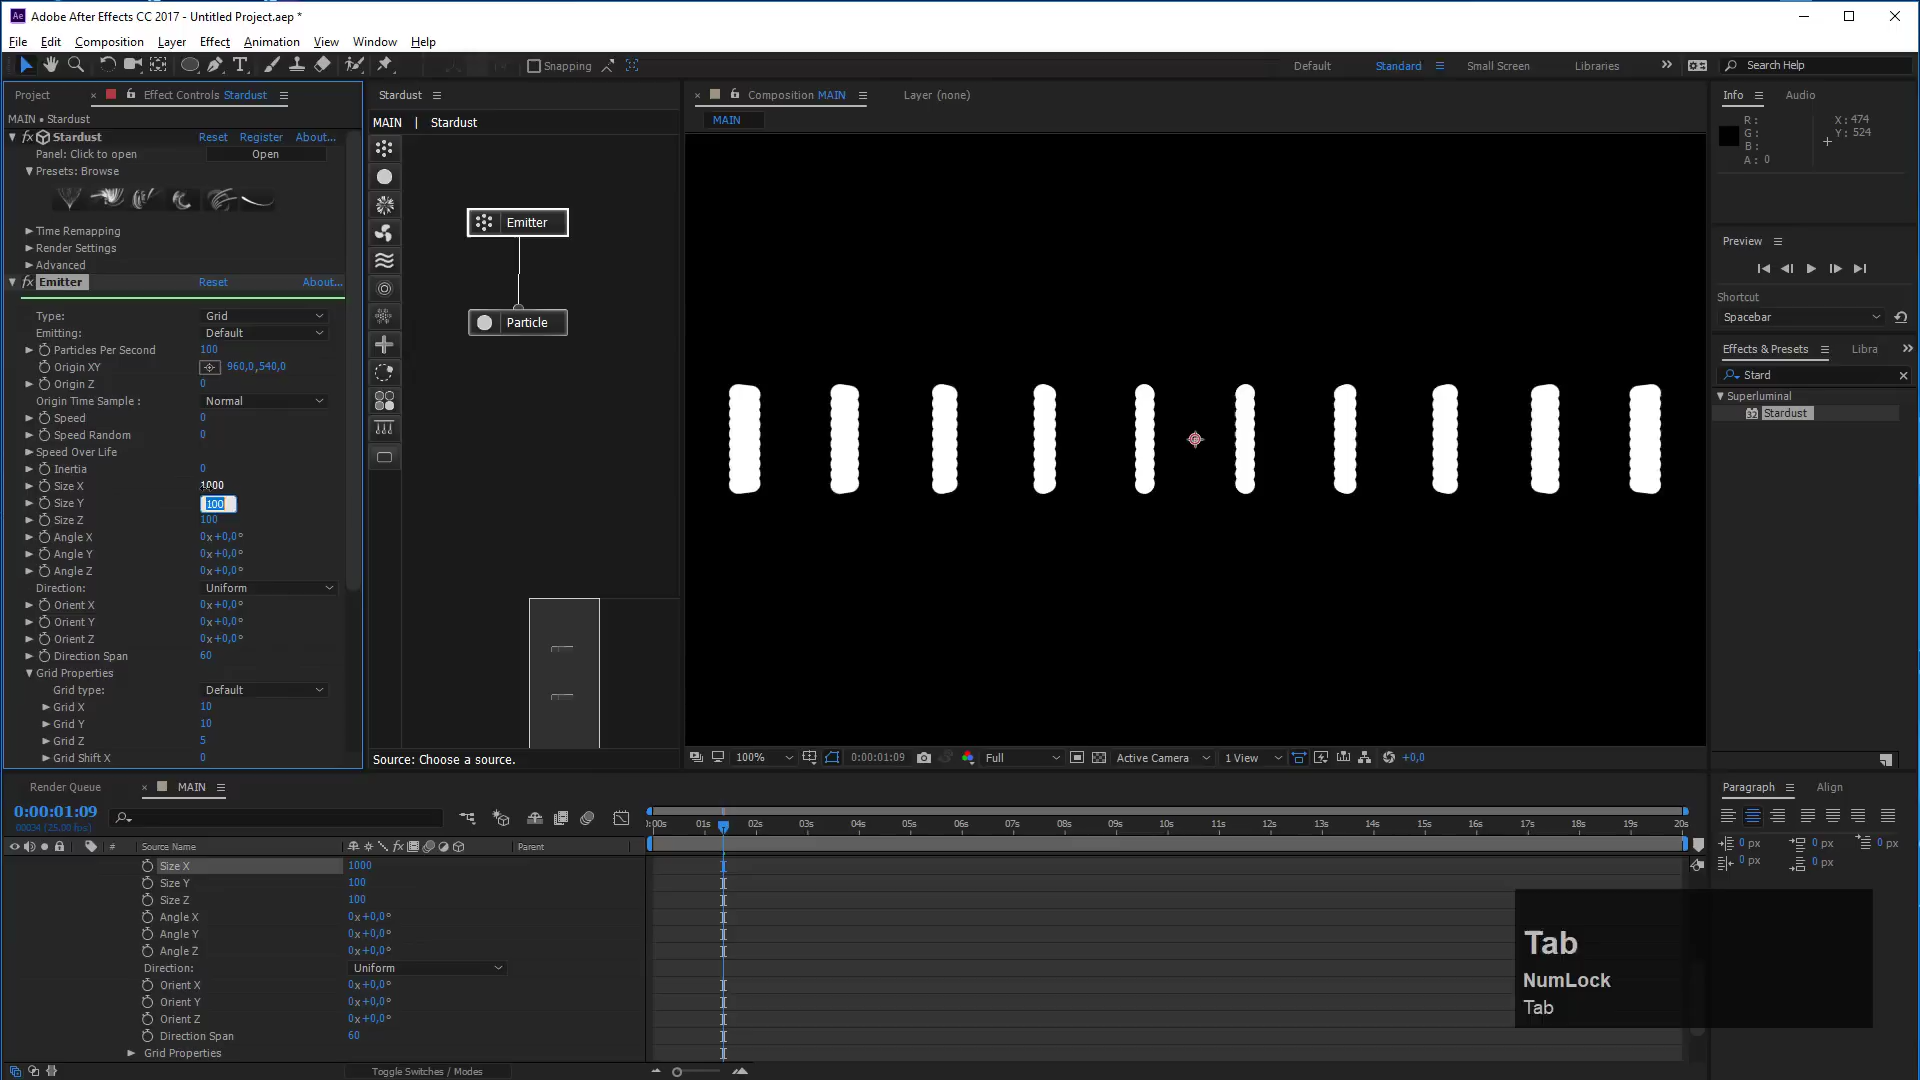 Adobe After Effects CC 2017 - Untitled Project.aep *
File Edit Composition Layer Effect Animation View Window Help
Snapping
Default Standard Small Screen Libraries
Search Help
Project
Effect Controls Stardust
MAIN • Stardust
fx Stardust Reset Register About...
Panel: Click to open Open
Presets: Browse
Time Remapping
Render Settings
Advanced
fx Emitter Reset About...
Type: Grid
Emitting: Default
Particles Per Second 100
Origin XY 960,0,540,0
Origin Z 0
Origin Time Sample : Normal
Speed 0
Speed Random 0
Speed Over Life
Inertia 0
Size X 1000
Size Y 100
Size Z 100
Angle X 0x+0,0°
Angle Y 0x+0,0°
Angle Z 0x+0,0°
Direction: Uniform
Orient X 0x+0,0°
Orient Y 0x+0,0°
Orient Z 0x+0,0°
Direction Span 60
Grid Properties
Grid type: Default
Grid X 10
Grid Y 10
Grid Z 5
Grid Shift X 0
Stardust
MAIN | Stardust
Emitter
Particle
Source: Choose a source.
Composition MAIN
Layer (none)
MAIN
100% 0:00:01:09 Full Active Camera 1 View +0,0
Info Audio
R : X : 474
G : Y : 524
B :
A : 0
Preview
Shortcut
Spacebar
Effects & Presets Libra
Stard
Superluminal
32 Stardust
Render Queue
MAIN
0:00:01:09
00034 (25.00 fps)
# Source Name Parent
Size X 1000
Size Y 100
Size Z 100
Angle X 0x+0,0°
Angle Y 0x+0,0°
Angle Z 0x+0,0°
Direction: Uniform
Orient X 0x+0,0°
Orient Y 0x+0,0°
Orient Z 0x+0,0°
Direction Span 60
Grid Properties
Toggle Switches / Modes
):00s 01s 02s 03s 04s 05s 06s 07s 08s 09s 10s 11s 12s 13s 14s 15s 16s 17s 18s 19s 20s
Paragraph Align
0 px 0 px 0 px
0 px 0 px
Tab
NumLock
Tab